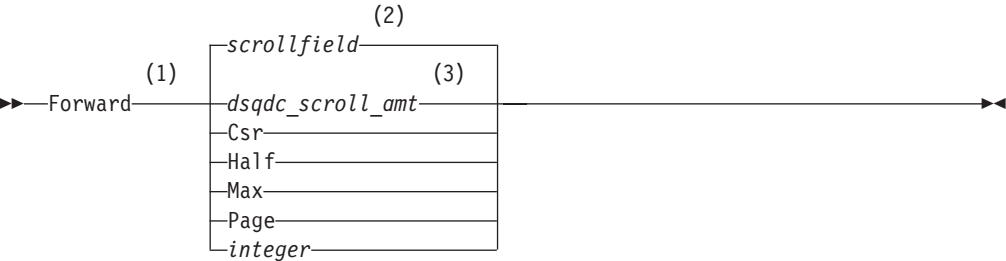 (2)
scrollfield
(1) (3)
Forward dsqdc_scroll_amt
Csr
Half
Max
Page
integer